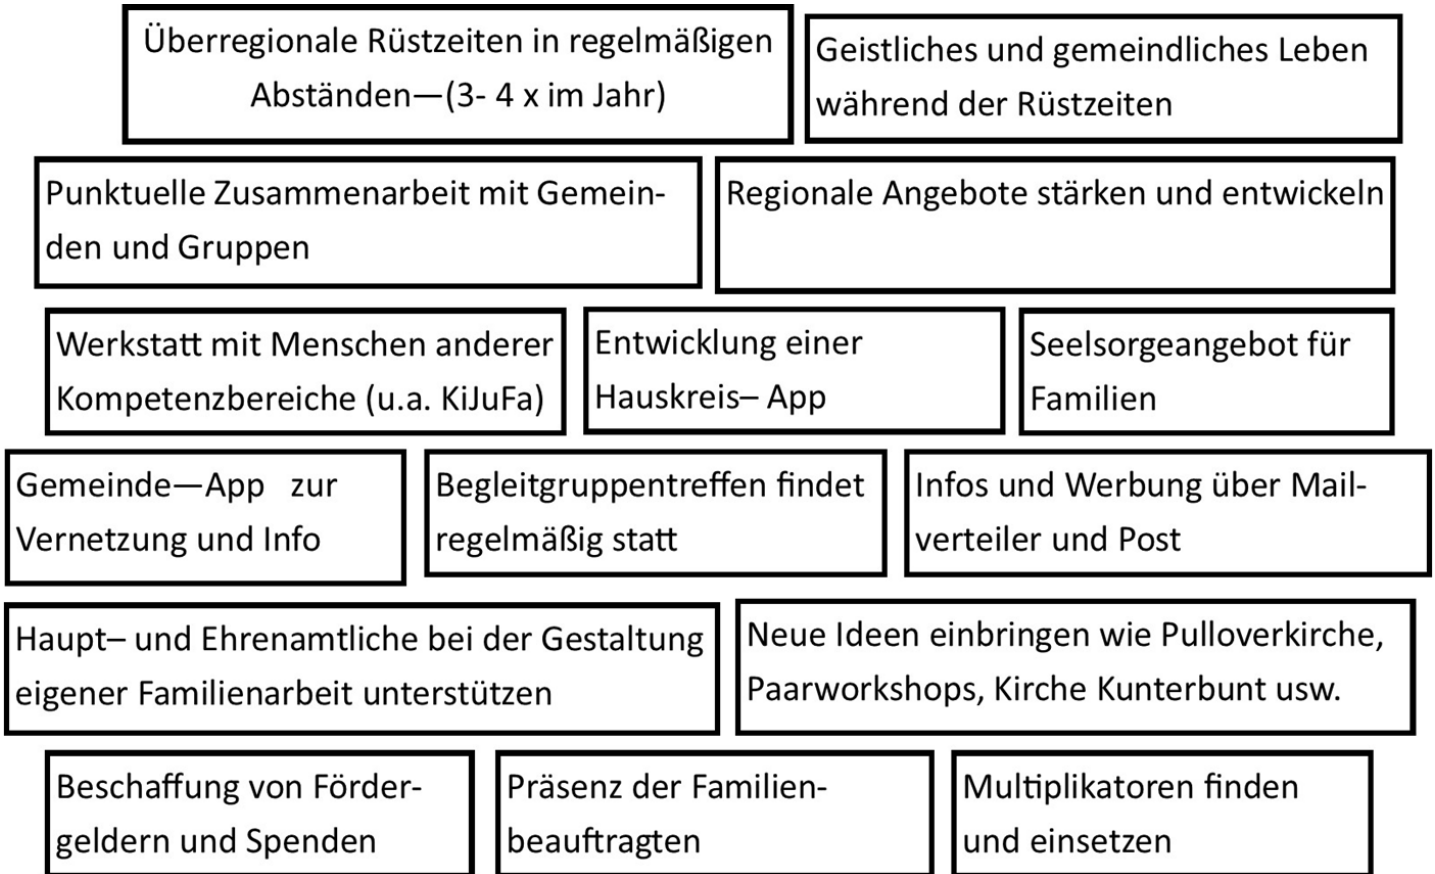 Überregionale Rüstzeiten in regelmäßigen
Abständen—(3- 4 x im Jahr)
Geistliches und gemeindliches Leben
während der Rüstzeiten
Punktuelle Zusammenarbeit mit Gemein-
den und Gruppen
Regionale Angebote stärken und entwickeln
Werkstatt mit Menschen anderer
Kompetenzbereiche (u.a. KiJuFa)
Entwicklung einer
Hauskreis– App
Seelsorgeangebot für
Familien
Gemeinde—App zur
Vernetzung und Info
Begleitgruppentreffen findet
regelmäßig statt
Infos und Werbung über Mail-
verteiler und Post
Haupt– und Ehrenamtliche bei der Gestaltung
eigener Familienarbeit unterstützen
Neue Ideen einbringen wie Pulloverkirche,
Paarworkshops, Kirche Kunterbunt usw.
Beschaffung von Förder-
geldern und Spenden
Präsenz der Familien-
beauftragten
Multiplikatoren finden
und einsetzen